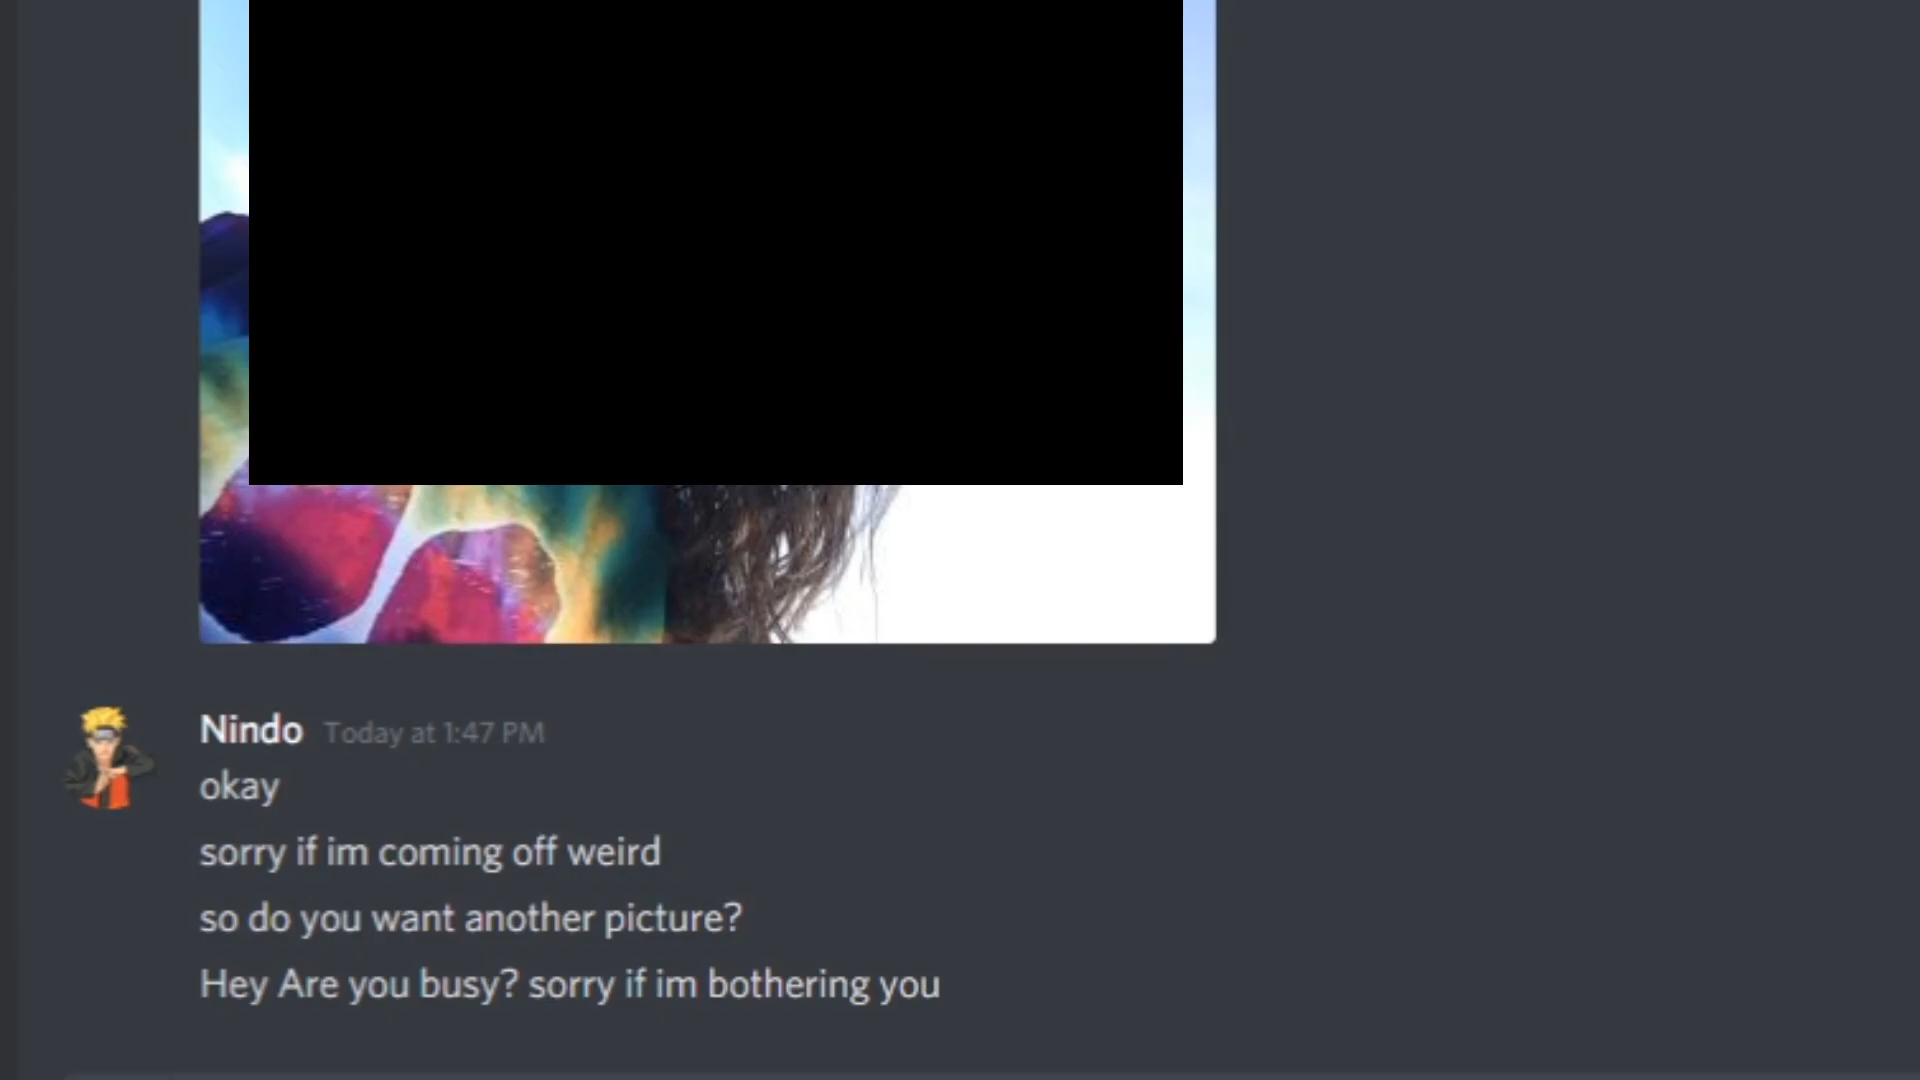 Nindo Today at 1:47 PM
okay
sorry if im coming off weird
so do you want another picture?
Hey Are you busy? sorry if im bothering you